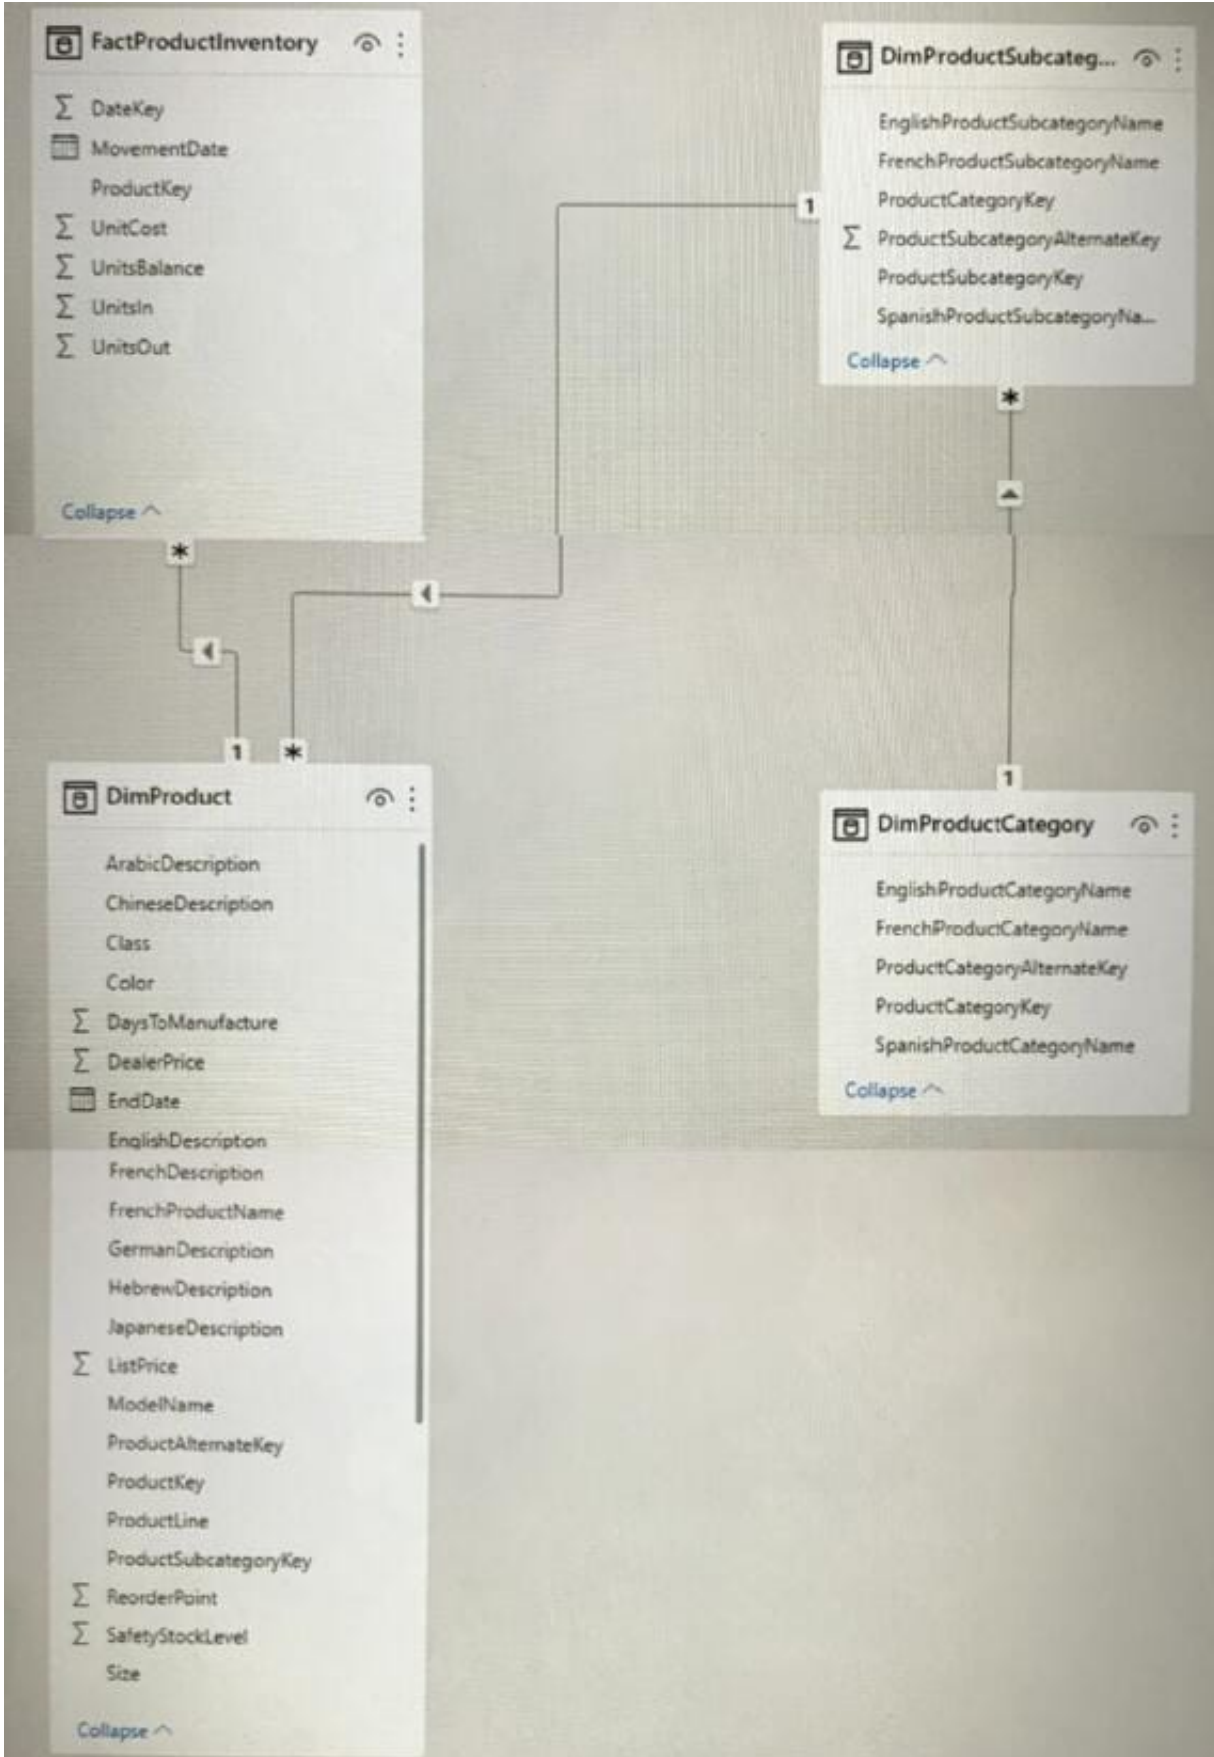 FactProductInventory
DateKey
MovementDate
ProductKey
UnitCost
UnitsBalance
UnitsIn
UnitsOut
Collapse
*
1
*
DimProduct
ArabicDescription
ChineseDescription
Class
Color
DaysToManufacture
DealerPrice
EndDate
EnglishDescription
FrenchDescription
FrenchProductName
GermanDescription
HebrewDescription
JapaneseDescription
ListPrice
ModelName
ProductAlternateKey
ProductKey
ProductLine
ProductSubcategoryKey
ReorderPoint
SafetyStockLevel
Size
Collapse
DimProductSubcateg...
EnglishProductSubcategoryName
FrenchProductSubcategoryName
1
ProductCategoryKey
ProductSubcategoryAlternateKey
ProductSubcategoryKey
SpanishProductSubcategoryNa...
Collapse
*
1
DimProductCategory
EnglishProductCategoryName
FrenchProductCategoryName
ProductCategoryAlternateKey
ProductCategoryKey
SpanishProductCategoryName
Collapse